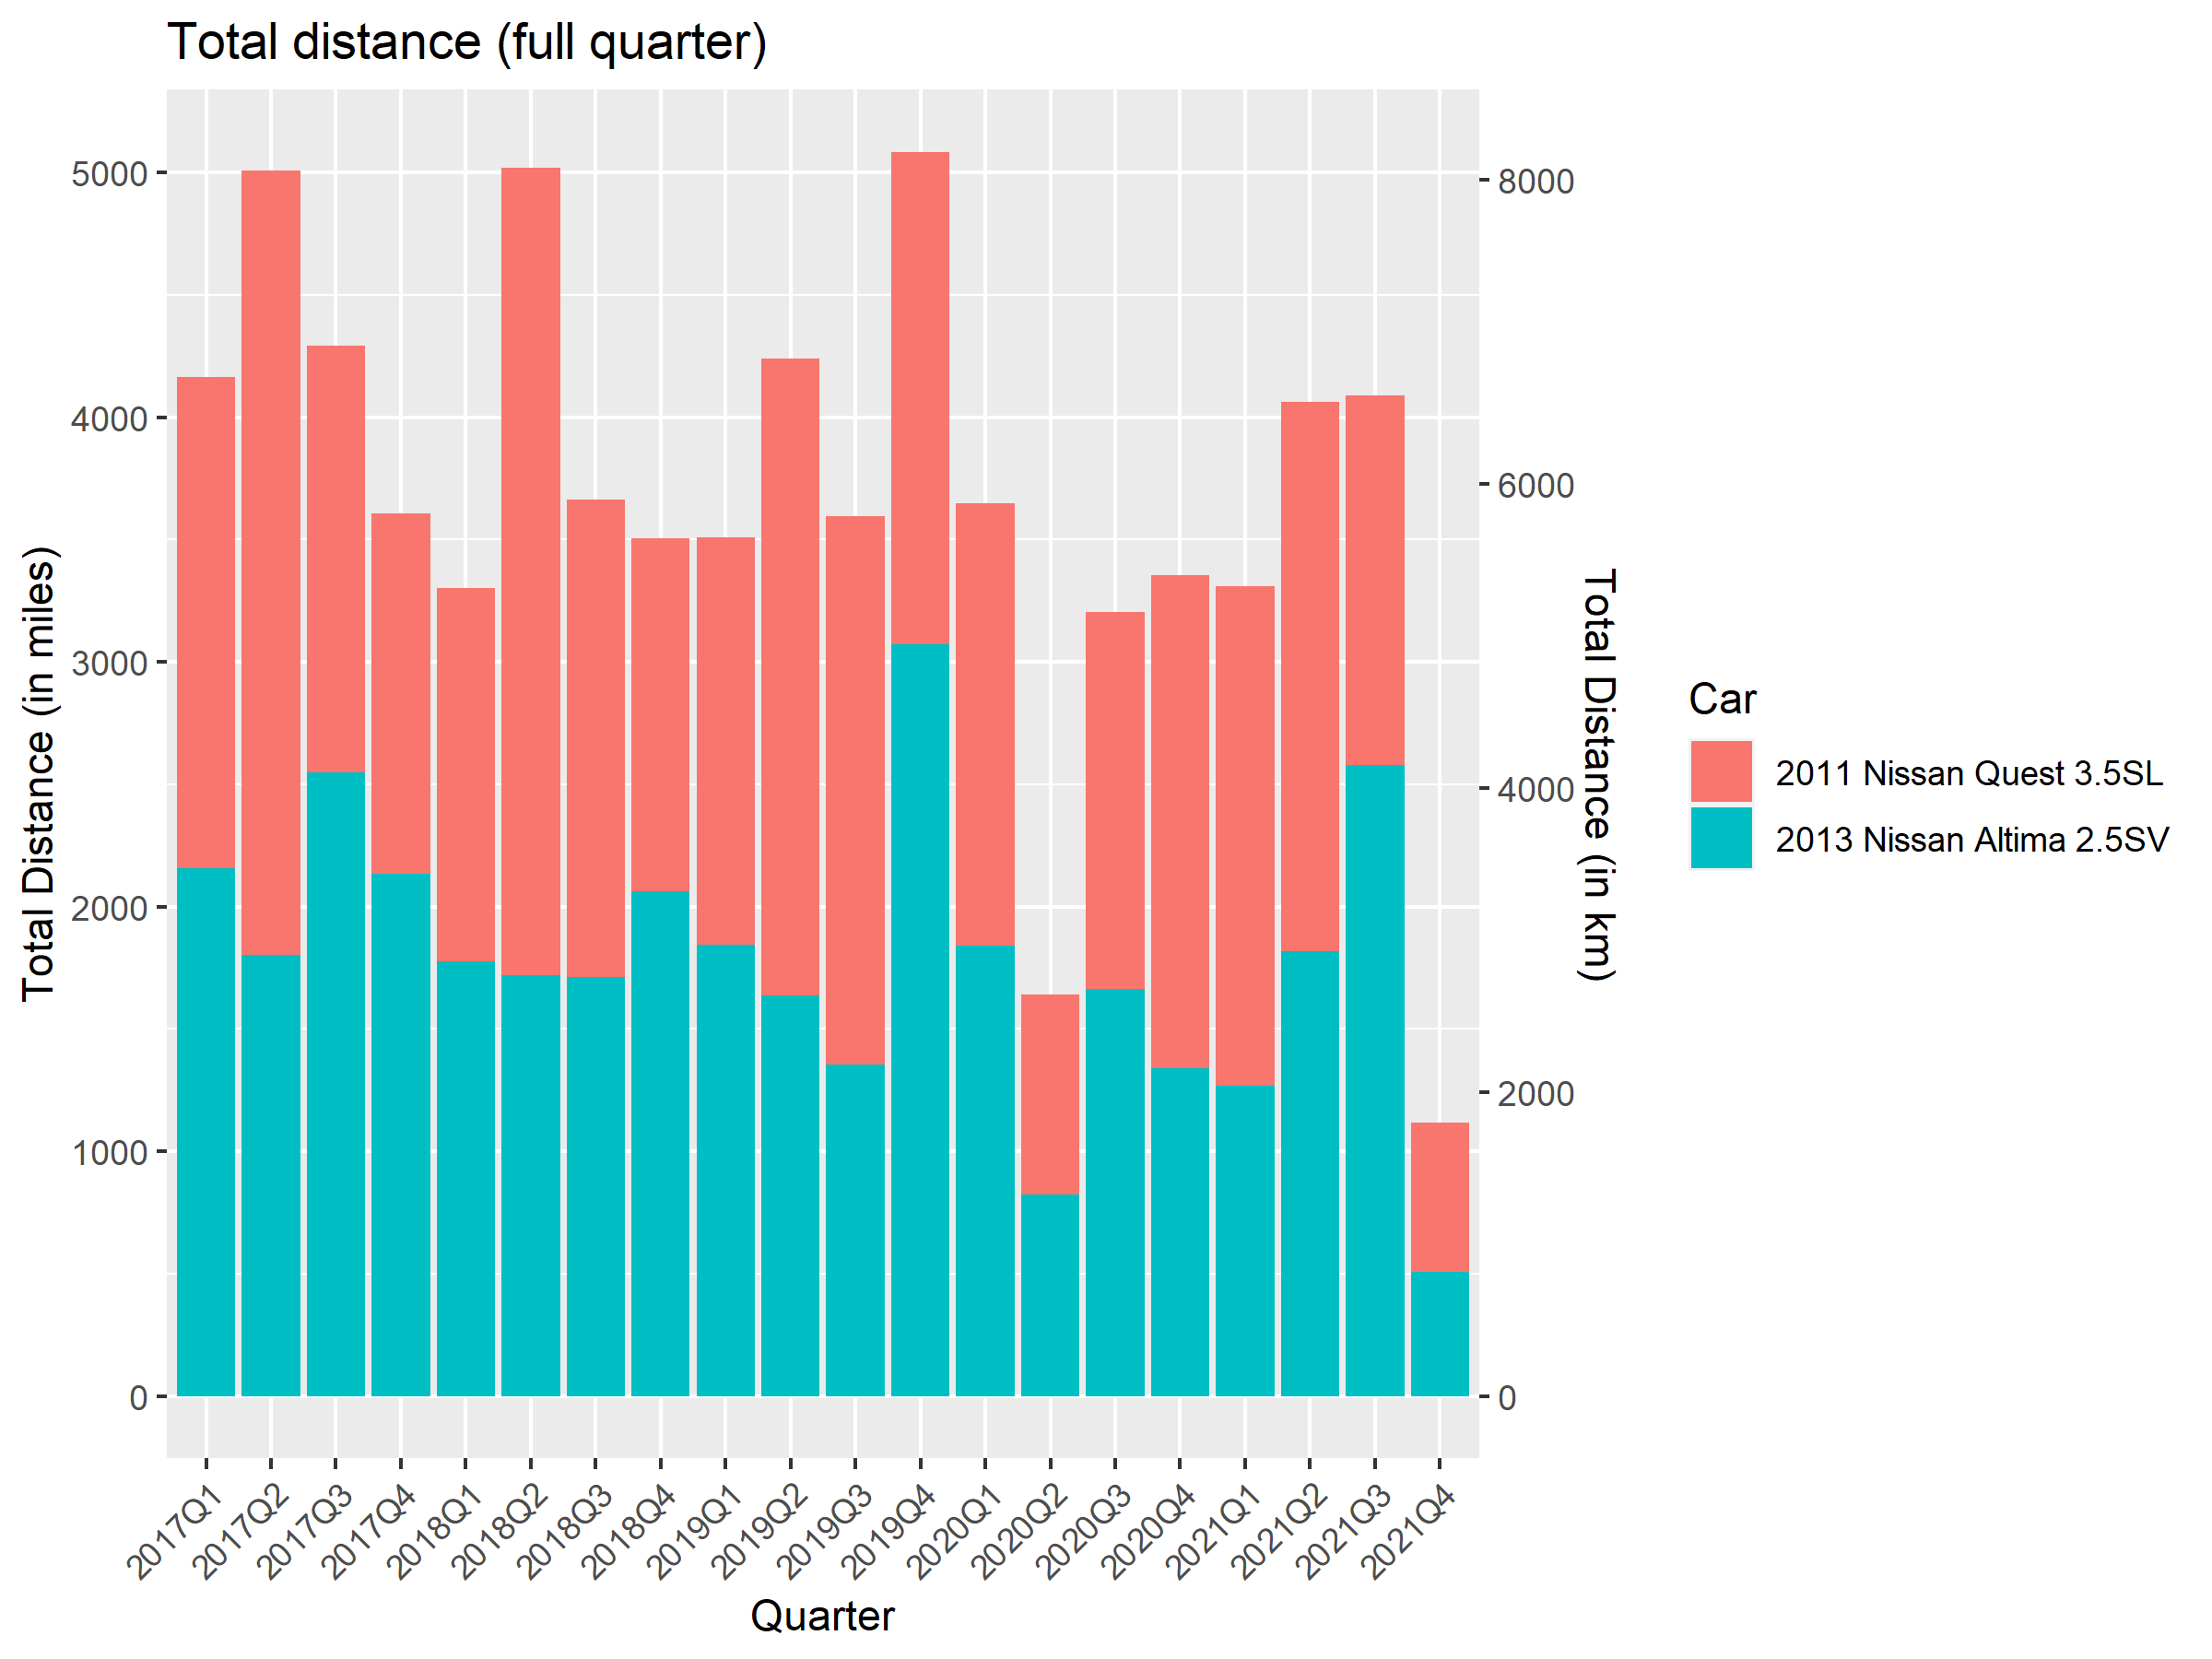 Total distance (full quarter)
Total Distance (in miles)
5000
4000
3000
2000
1000
0
8000
6000
4000
2000
0
Total Distance (in km)
2017Q1
2017Q2
2017Q3
2017Q4
2018Q1
2018Q2
2018Q3
2018Q4
2019Q1
2019Q2
2019Q3
2019Q4
2020Q1
2020Q2
2020Q3
2020Q4
2021Q1
2021Q2
2021Q3
2021Q4
Quarter
Car
2011 Nissan Quest 3.5SL
2013 Nissan Altima 2.5SV